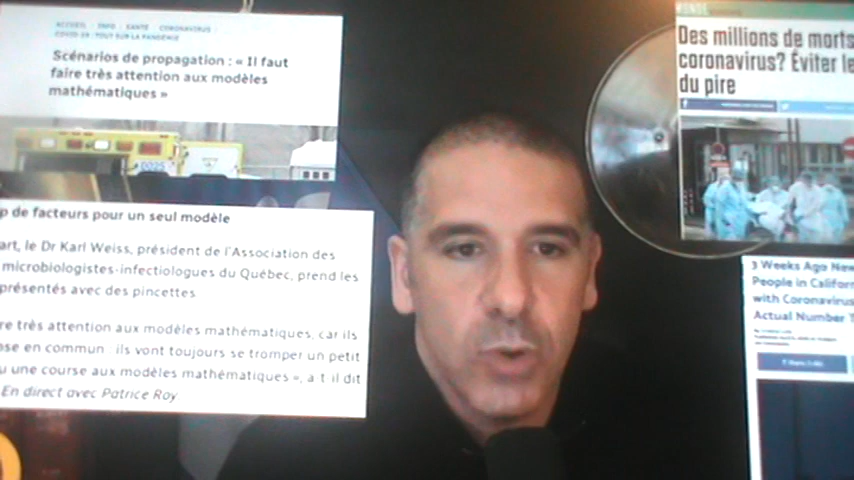 ACCUEIL INFO SANTÉ CORONAVIRUS
COVID-19 : TOUT SUR LA PANDÉMIE
Scénarios de propagation : « Il faut
faire très attention aux modèles
mathématiques »
0025
p de facteurs pour un seul modèle
art, le Dr Karl Weiss, président de l'Association des
microbiologistes-infectiologues du Québec, prend les
présentés avec des pincettes
re très attention aux modèles mathématiques, car ils
ose en commun : ils vont toujours se tromper un petit
u une course aux modèles mathématiques », a-t-il dit
En direct avec Patrice Roy
MONDE
Des millions de morts
coronavirus? Éviter le
du pire
3 Weeks Ago New
People in Californ
with Coronavirus
Actual Number